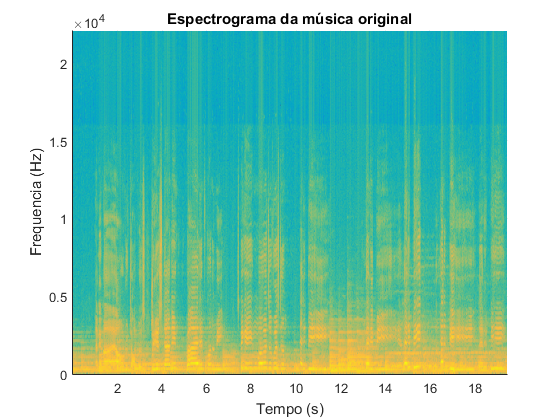 Espectrograma da música original
×10⁴
2
1.5
1
0.5
0
Frequencia (Hz)
2 4 6 8 10 12 14 16 18
Tempo (s)